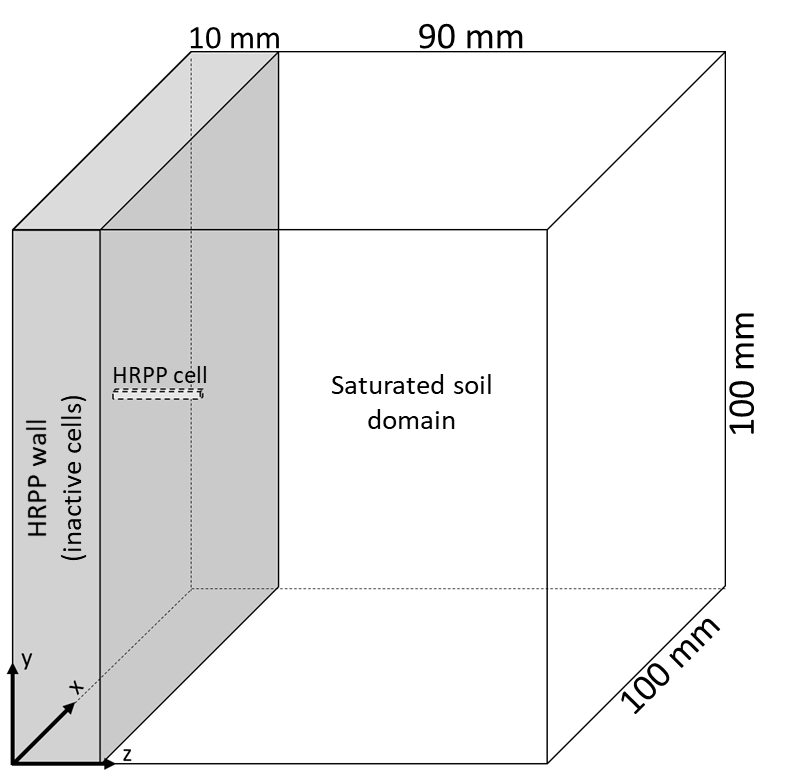 10 mm
90 mm
HRPP cell
Saturated soil
domain
100 mm
HRPP wall
(inactive cells)
100 mm
y
x
z